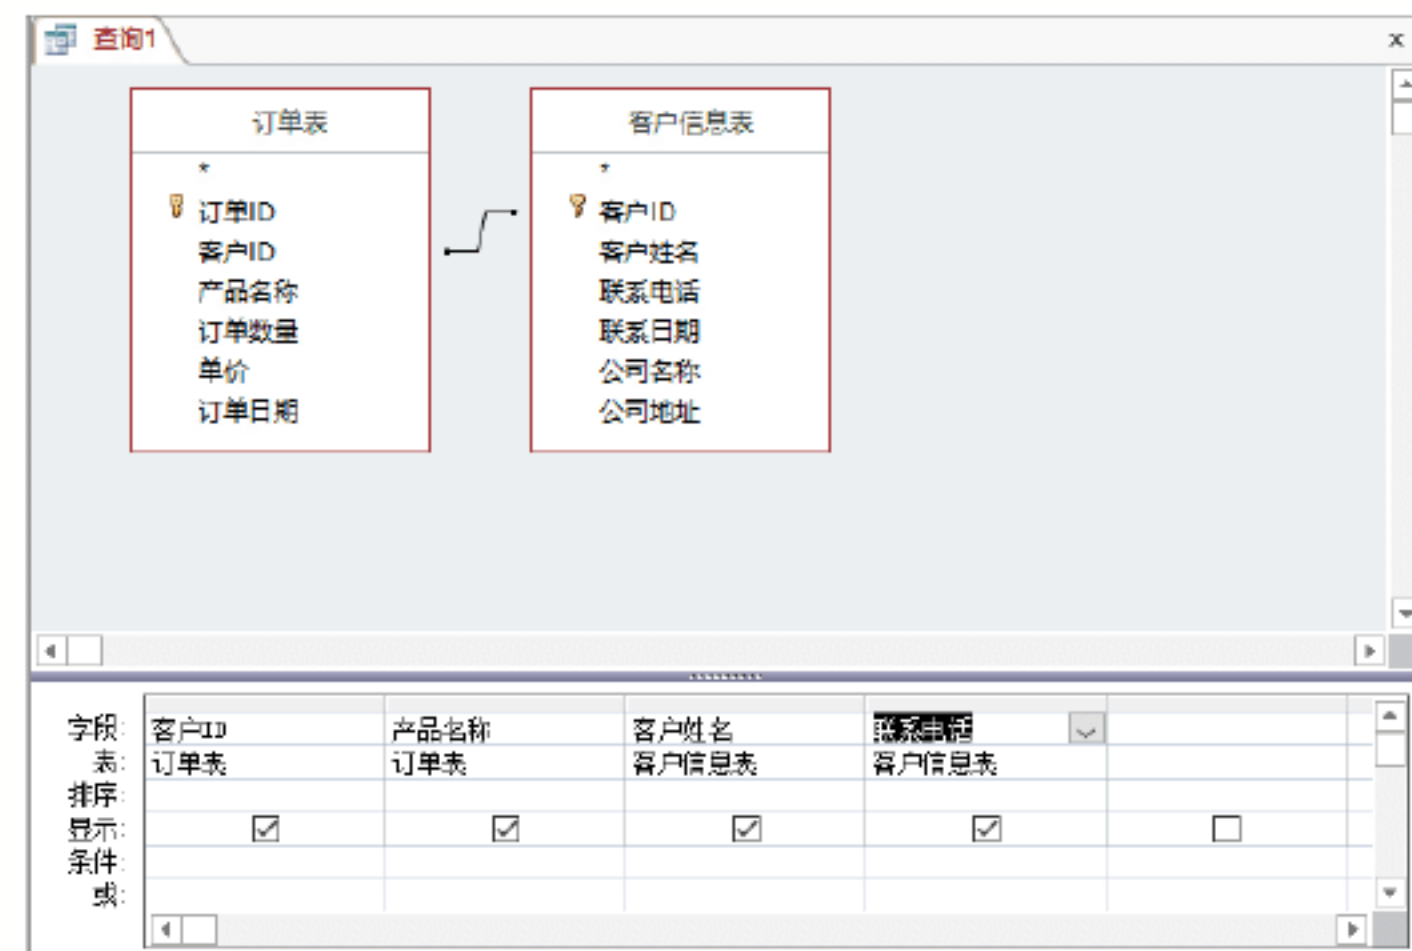 查询1
订单表
*
订单ID
客户ID
产品名称
订单数量
单价
订单日期
客户信息表
*
客户ID
客户姓名
联系电话
联系日期
公司名称
公司地址
字段: 客户ID 产品名称 客户姓名 联系电话
表: 订单表 订单表 客户信息表 客户信息表
排序:
显示:
条件:
或: